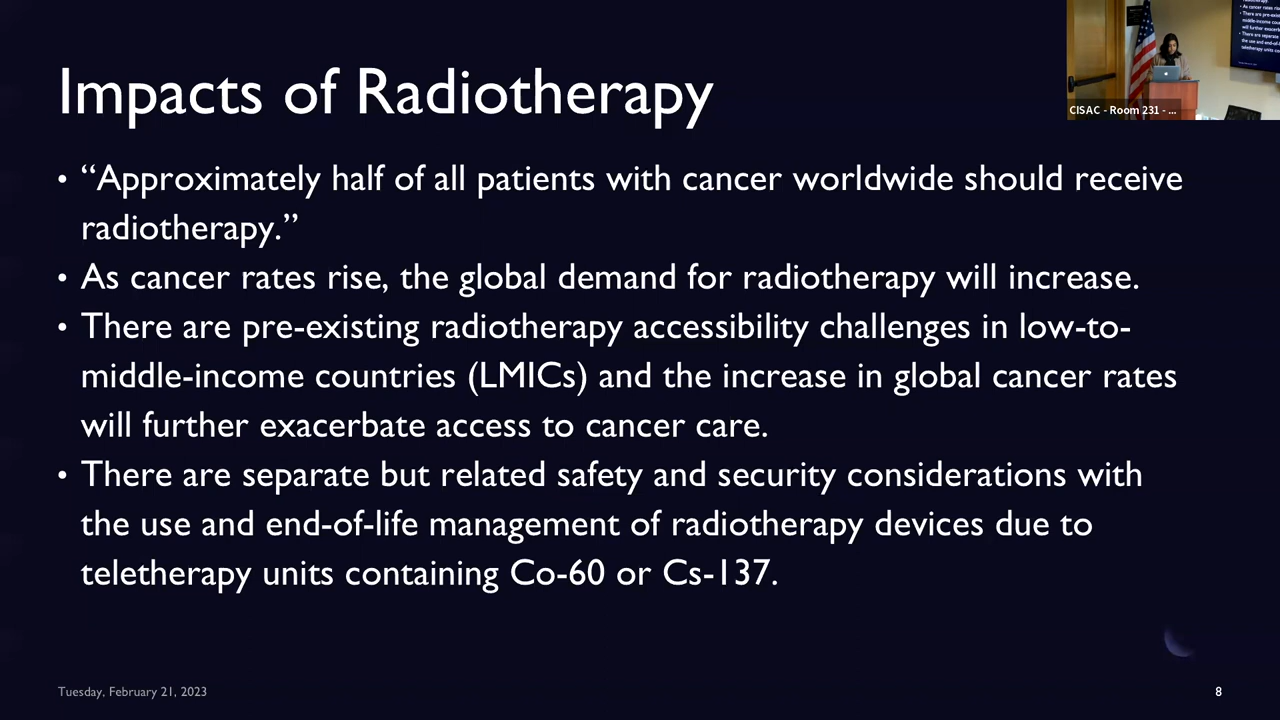 Impacts of Radiotherapy
CISAC - Room 231 - ...
• “Approximately half of all patients with cancer worldwide should receive
radiotherapy.”
• As cancer rates rise, the global demand for radiotherapy will increase.
• There are pre-existing radiotherapy accessibility challenges in low-to-
middle-income countries (LMICs) and the increase in global cancer rates
will further exacerbate access to cancer care.
• There are separate but related safety and security considerations with
the use and end-of-life management of radiotherapy devices due to
teletherapy units containing Co-60 or Cs-137.
Tuesday, February 21, 2023
8